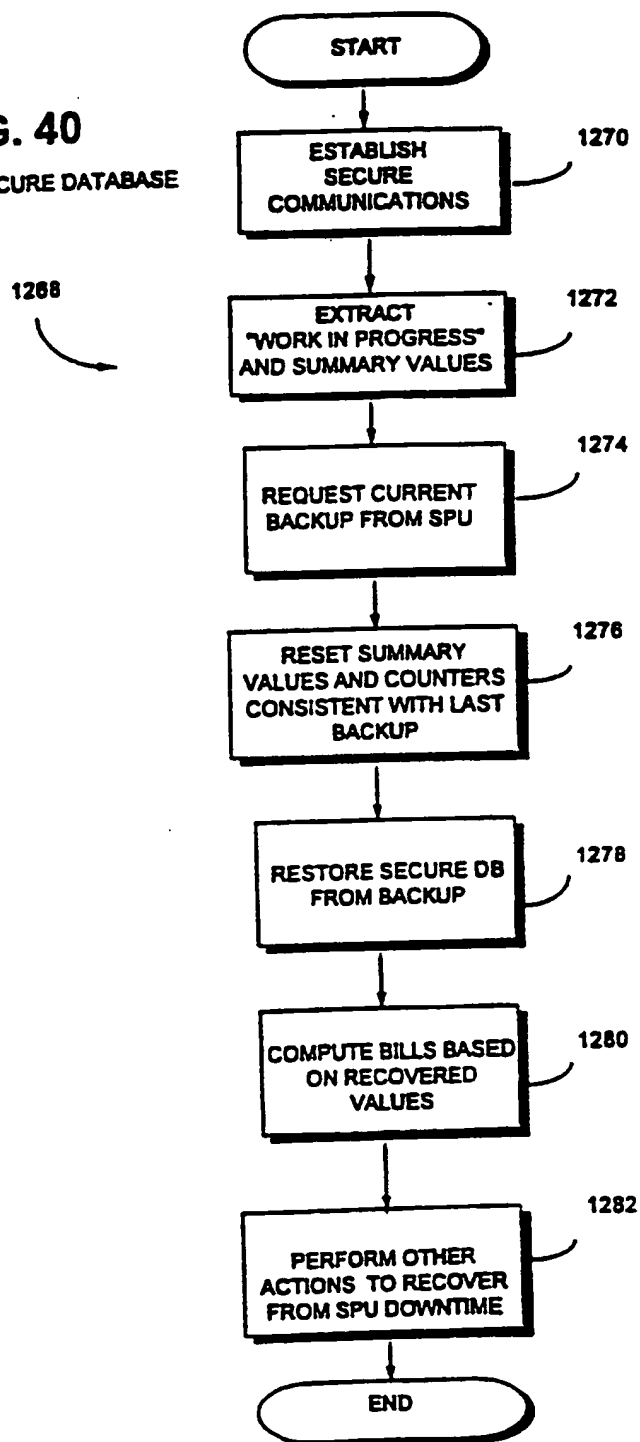 START
G. 40
CURE DATABASE
1268
ESTABLISH
SECURE
COMMUNICATIONS
1270
EXTRACT
"WORK IN PROGRESS"
AND SUMMARY VALUES
1272
REQUEST CURRENT
BACKUP FROM SPU
1274
RESET SUMMARY
VALUES AND COUNTERS
CONSISTENT WITH LAST
BACKUP
1276
RESTORE SECURE DB
FROM BACKUP
1278
COMPUTE BILLS BASED
ON RECOVERED
VALUES
1280
PERFORM OTHER
ACTIONS TO RECOVER
FROM SPU DOWNTIME
1282
END